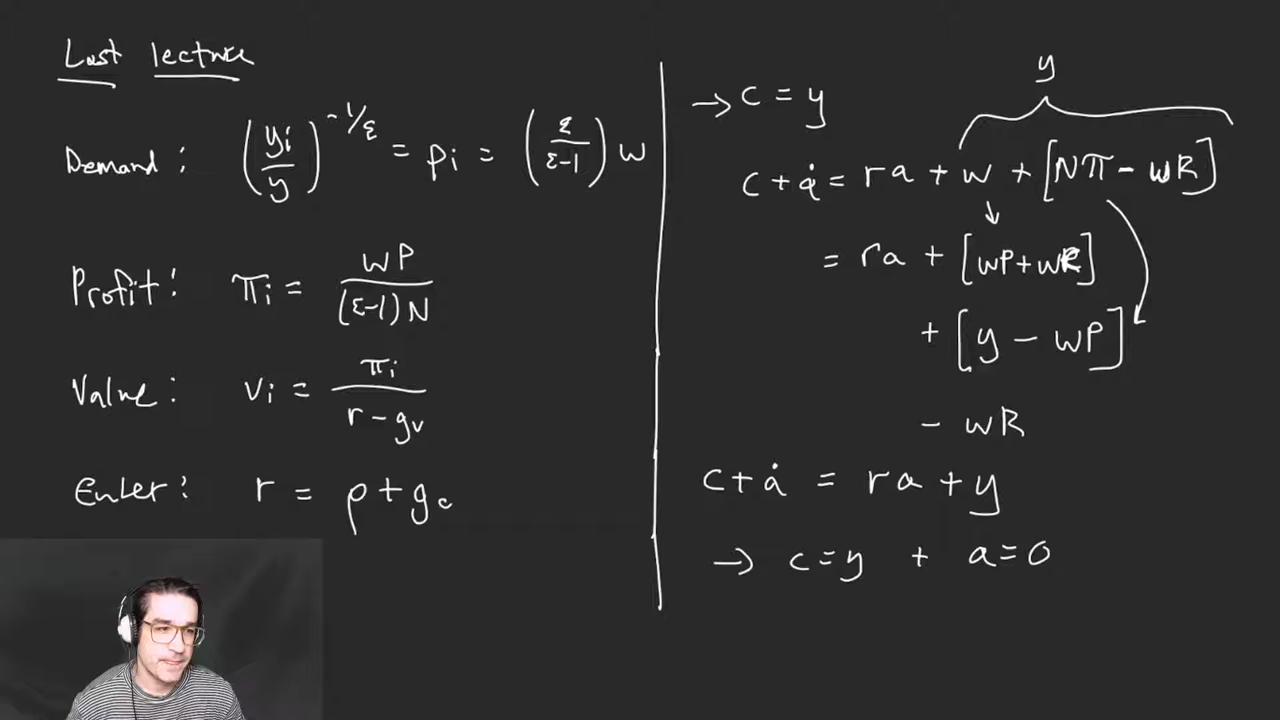 Last lecture
Demand: (yi/y)^(-1/ε) = pi = (ε/(ε-1)) w
Profit: πi = wP/((ε-1)N)
Value: vi = πi/(r - gv)
Euler: r = ρ + gc
y
→ c = y
c + ȧ = ra + w + [Nπ - wR]
= ra + [wP + wR]
+ [y - wP]
- wR
c + ȧ = ra + y
→ c = y + a = 0